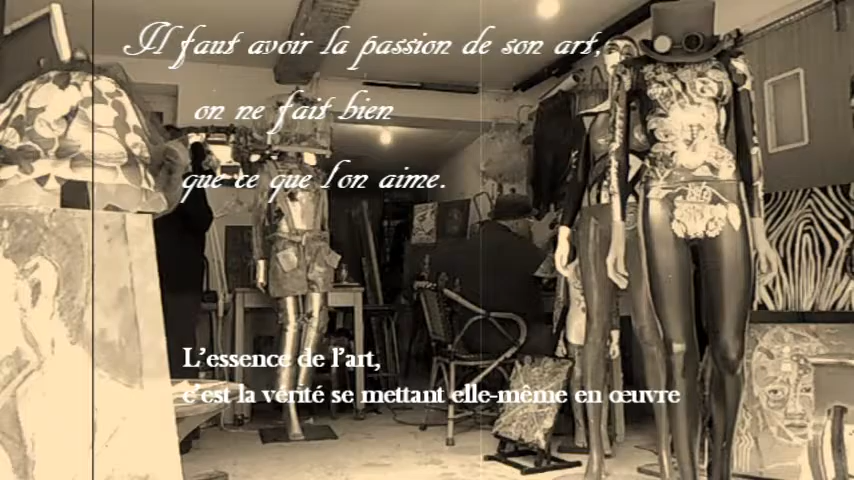 Il faut avoir la passion de son art,
on ne fait bien
que ce que l'on aime.
L'essence de l'art,
c'est la vérité se mettant elle-même en œuvre